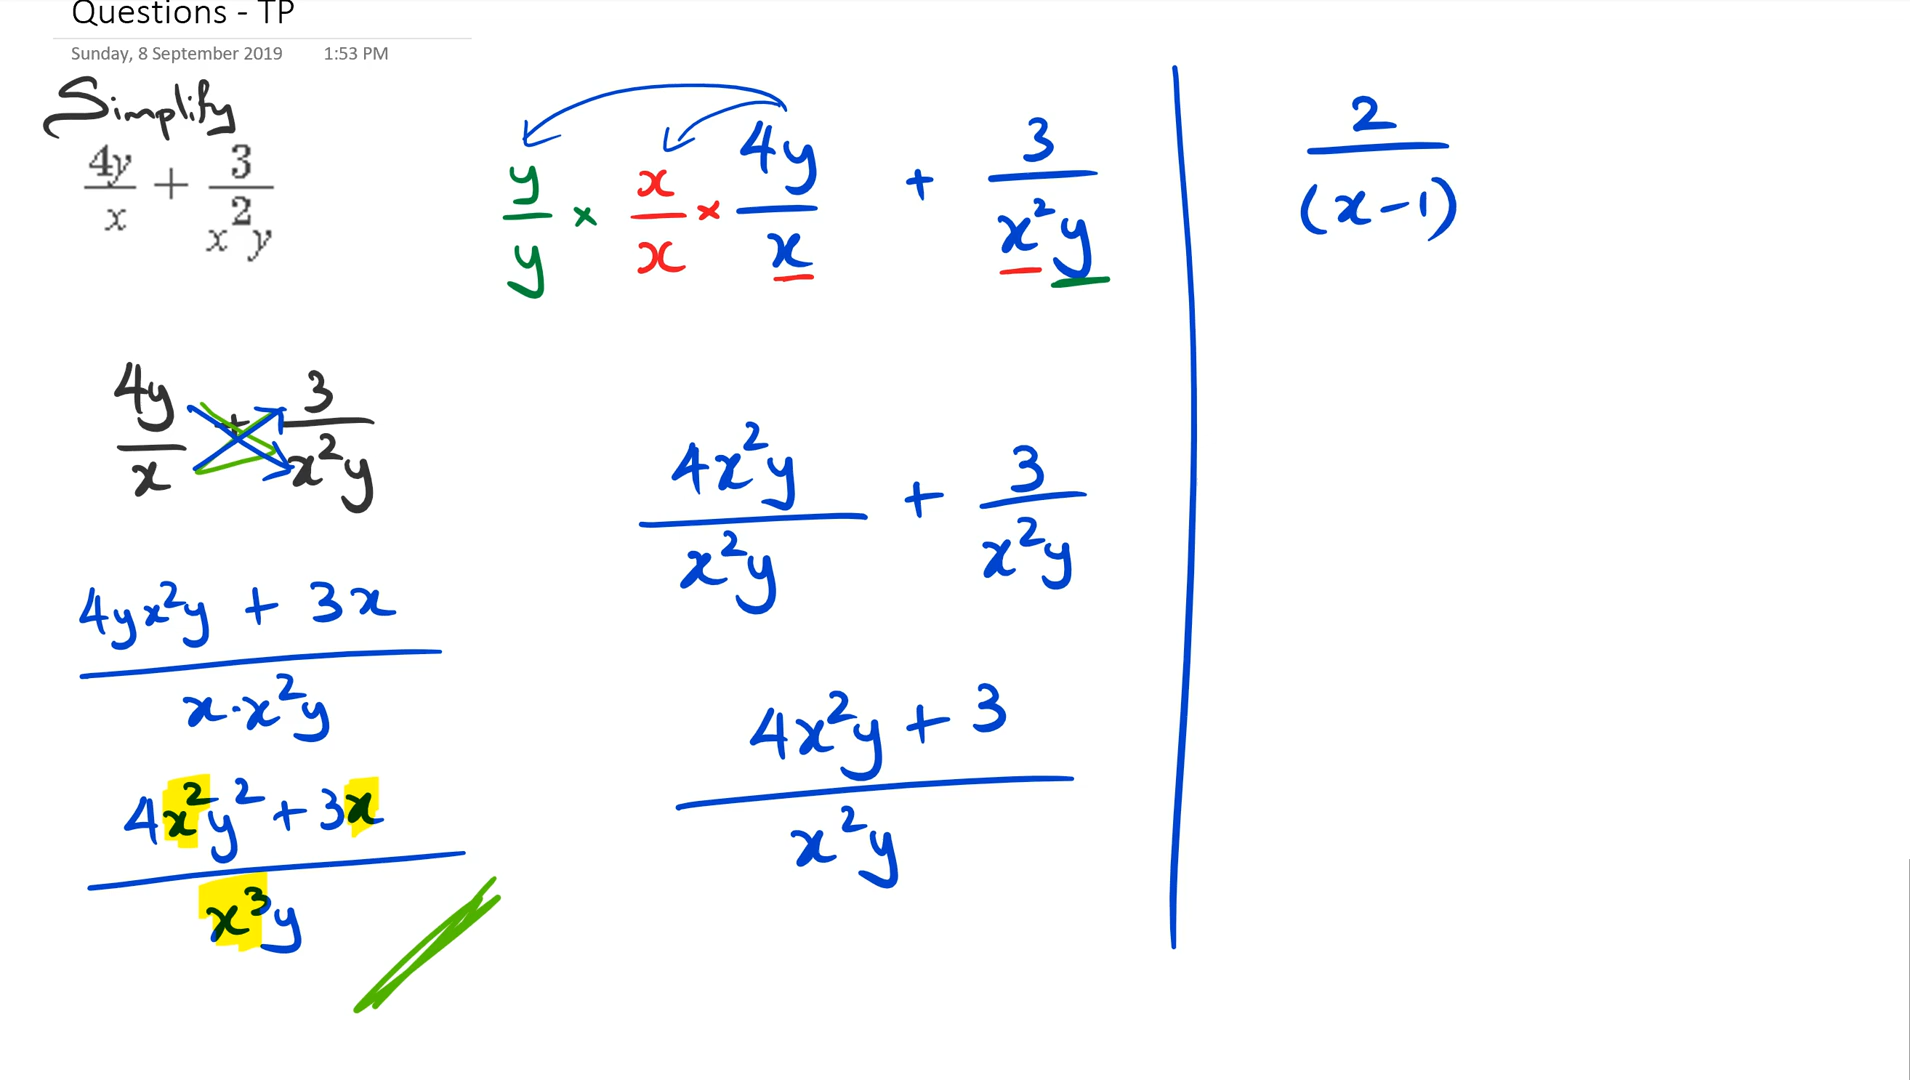 Questions - TP
Sunday, 8 September 2019 1:53 PM
Simplify
4y/x + 3/x²y
4y/x + 3/x²y
4yx²y + 3x
x·x²y
4x²y² + 3x
x³y
y/y × x/x × 4y/x + 3/x²y
4x²y/x²y + 3/x²y
4x²y + 3
x²y
2
(x-1)